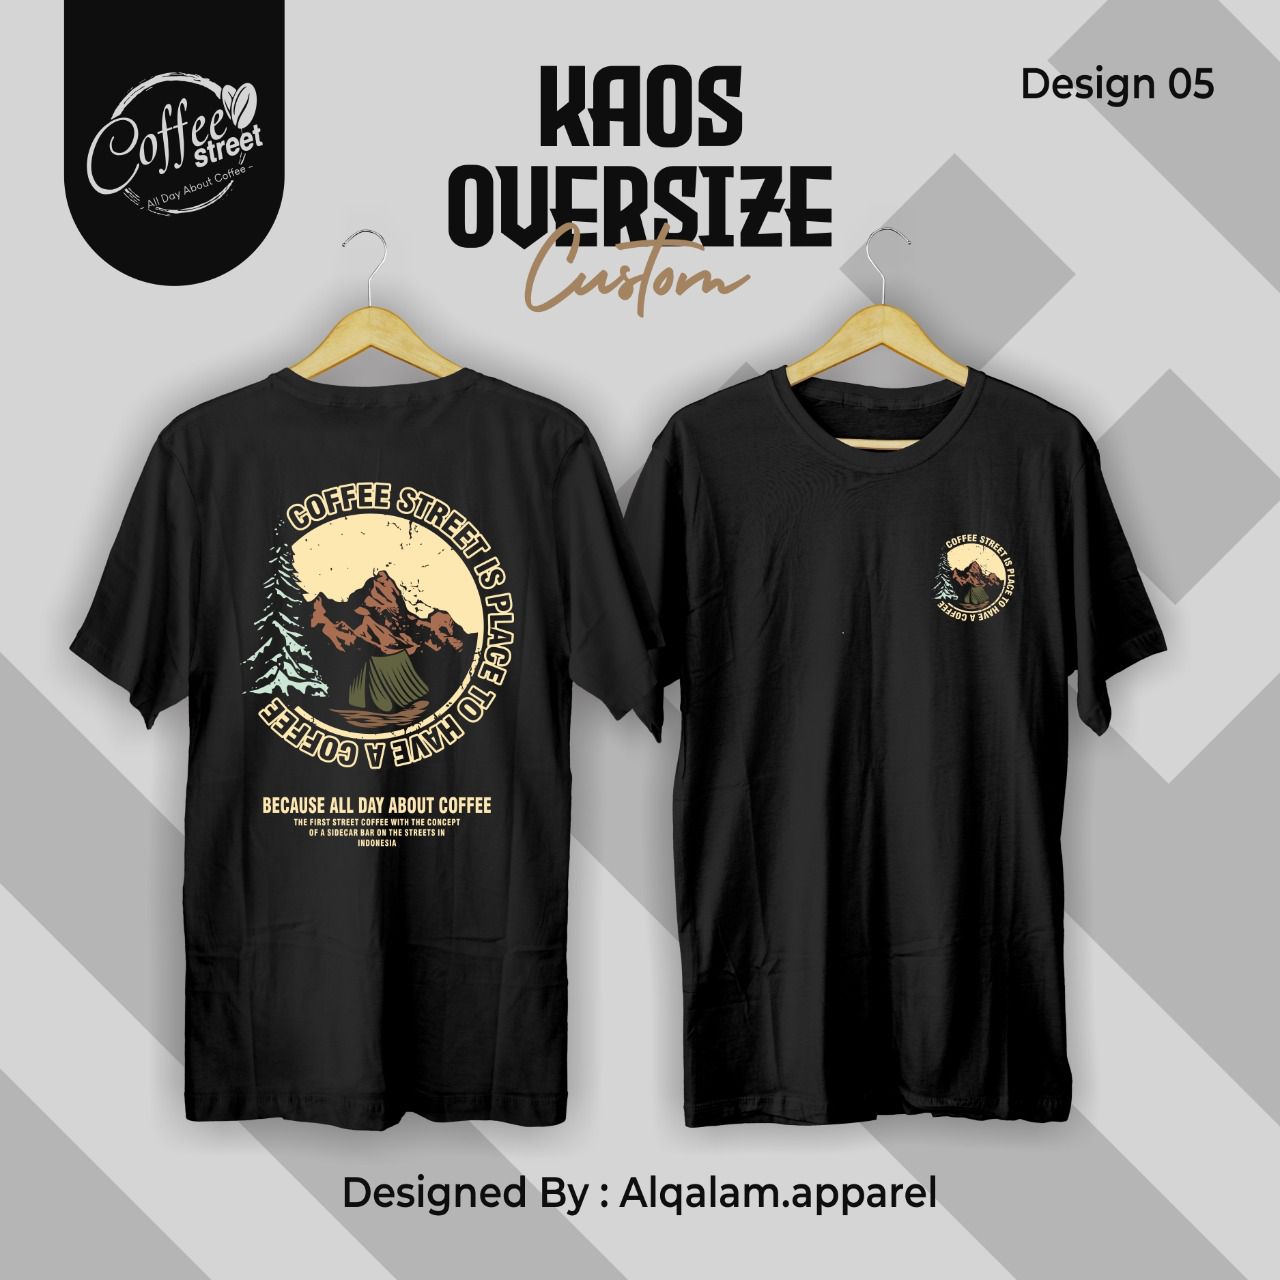 Coffee
street
- All Day About Coffee -
KAOS
OVERSIZE
Custom
Design 05
COFFEE STREET IS PLACE TO HAVE A COFFEE
BECAUSE ALL DAY ABOUT COFFEE
THE FIRST STREET COFFEE WITH THE CONCEPT
OF A SIDECAR BAR ON THE STREETS IN
INDONESIA
COFFEE STREET IS PLACE TO HAVE A COFFEE
Designed By : Alqalam.apparel